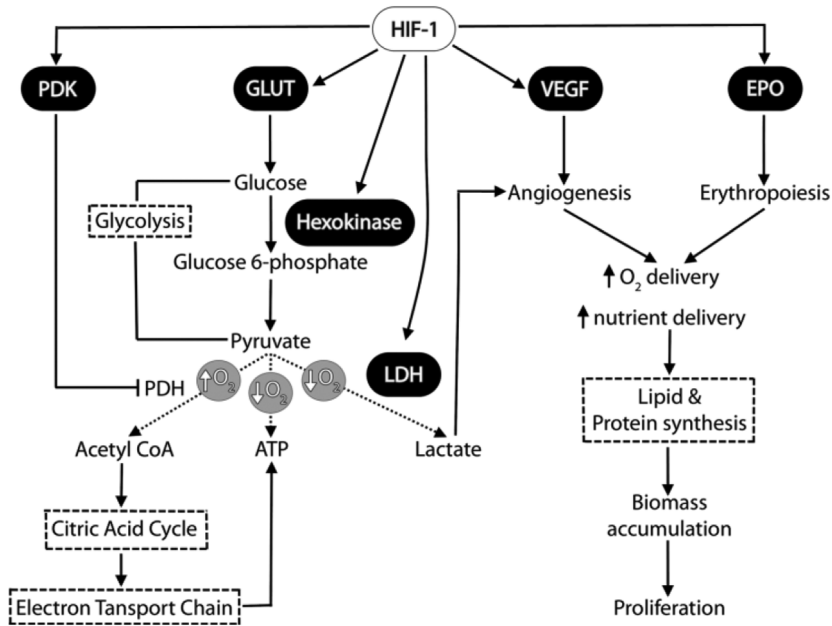 HIF-1
PDK
GLUT
VEGF
EPO
Glucose
Angiogenesis
Erythropoiesis
Glycolysis
Hexokinase
Glucose 6-phosphate
↑ O₂ delivery
↑ nutrient delivery
Pyruvate
PDH
↑O₂
↓O₂
↓O₂
LDH
Lipid &
Protein synthesis
Acetyl CoA
ATP
Lactate
Citric Acid Cycle
Biomass
accumulation
Electron Tansport Chain
Proliferation